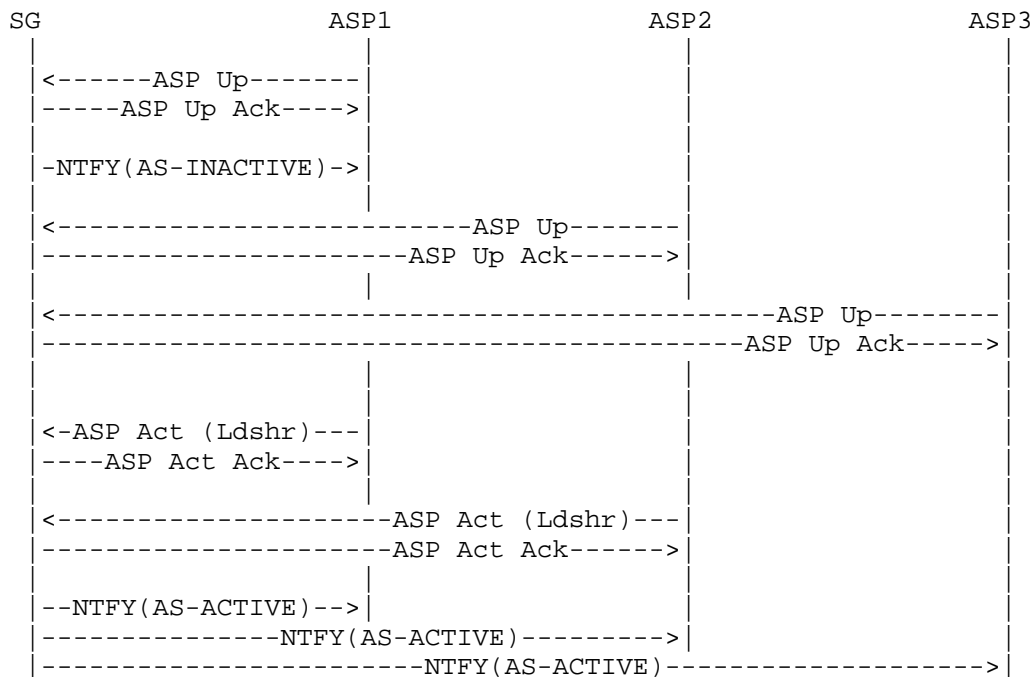 SG ASP1 ASP2 ASP3
<------ASP Up-------
-----ASP Up Ack---->
-NTFY(AS-INACTIVE)->
<--------------------------ASP Up-------
-----------------------ASP Up Ack------>
<---------------------------------------------ASP Up--------
--------------------------------------------ASP Up Ack----->
<-ASP Act (Ldshr)---
----ASP Act Ack---->
<---------------------ASP Act (Ldshr)---
----------------------ASP Act Ack------>
--NTFY(AS-ACTIVE)-->
---------------NTFY(AS-ACTIVE)--------->
------------------------NTFY(AS-ACTIVE)-------------------->